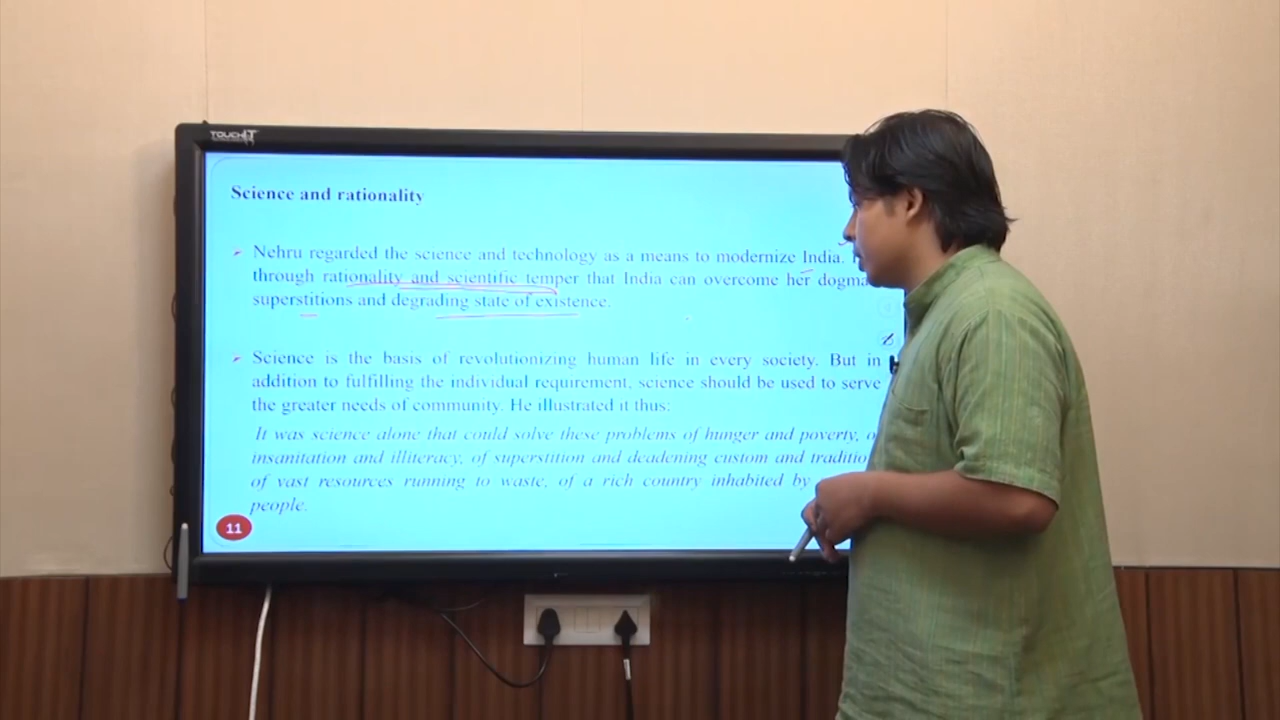 TOUCHIT
Science and rationality
➢ Nehru regarded the science and technology as a means to modernize India.
through rationality and scientific temper that India can overcome her dogma
superstitions and degrading state of existence.
➢ Science is the basis of revolutionizing human life in every society. But in
addition to fulfilling the individual requirement, science should be used to serve
the greater needs of community. He illustrated it thus:
It was science alone that could solve these problems of hunger and poverty, o
insanitation and illiteracy, of superstition and deadening custom and traditio
of vast resources running to waste, of a rich country inhabited by
people.
11